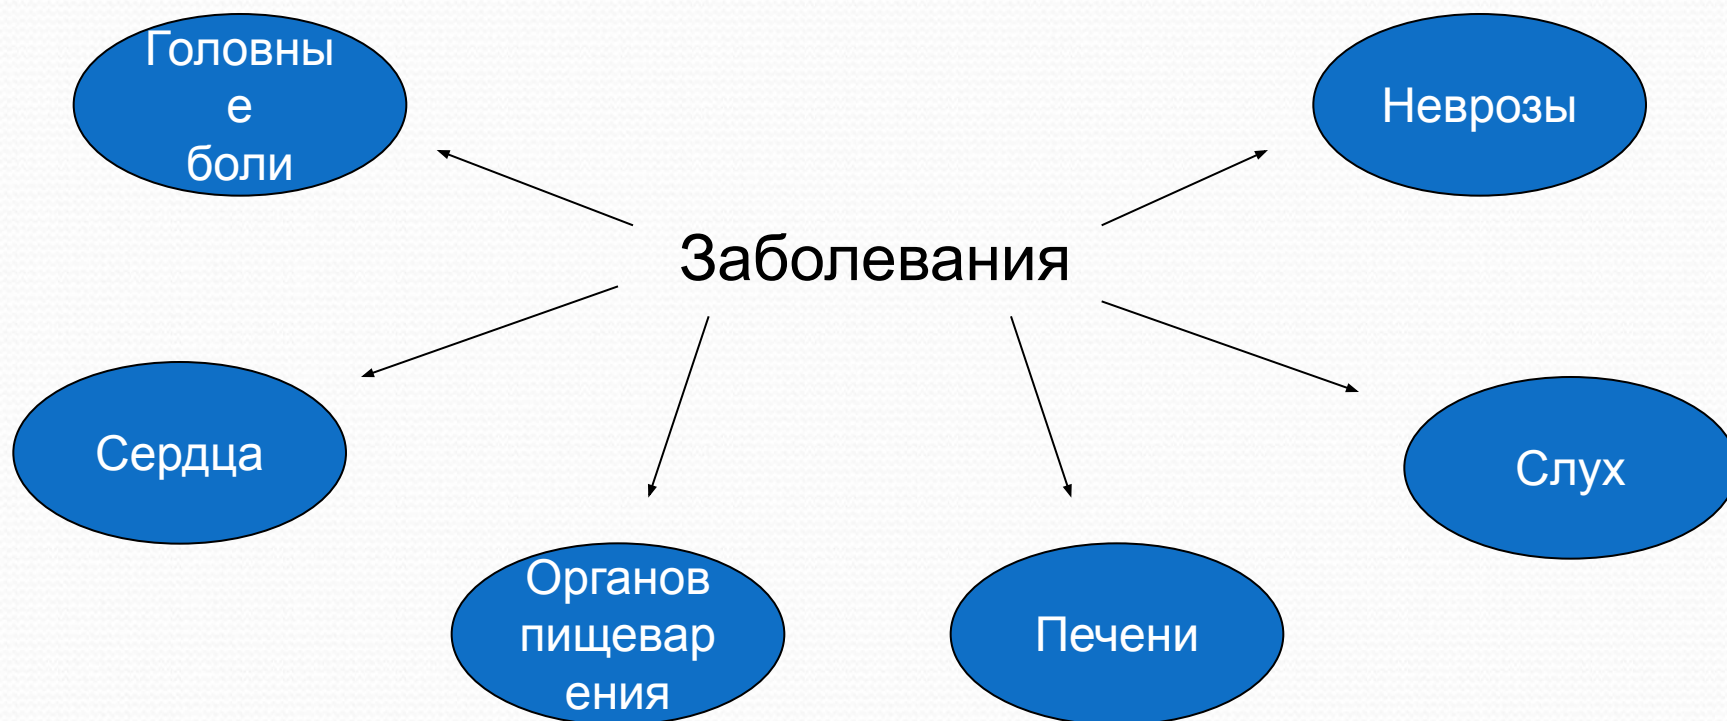 Головны
е
боли
Неврозы
Заболевания
Сердца
Слух
Органов
пищевар
ения
Печени